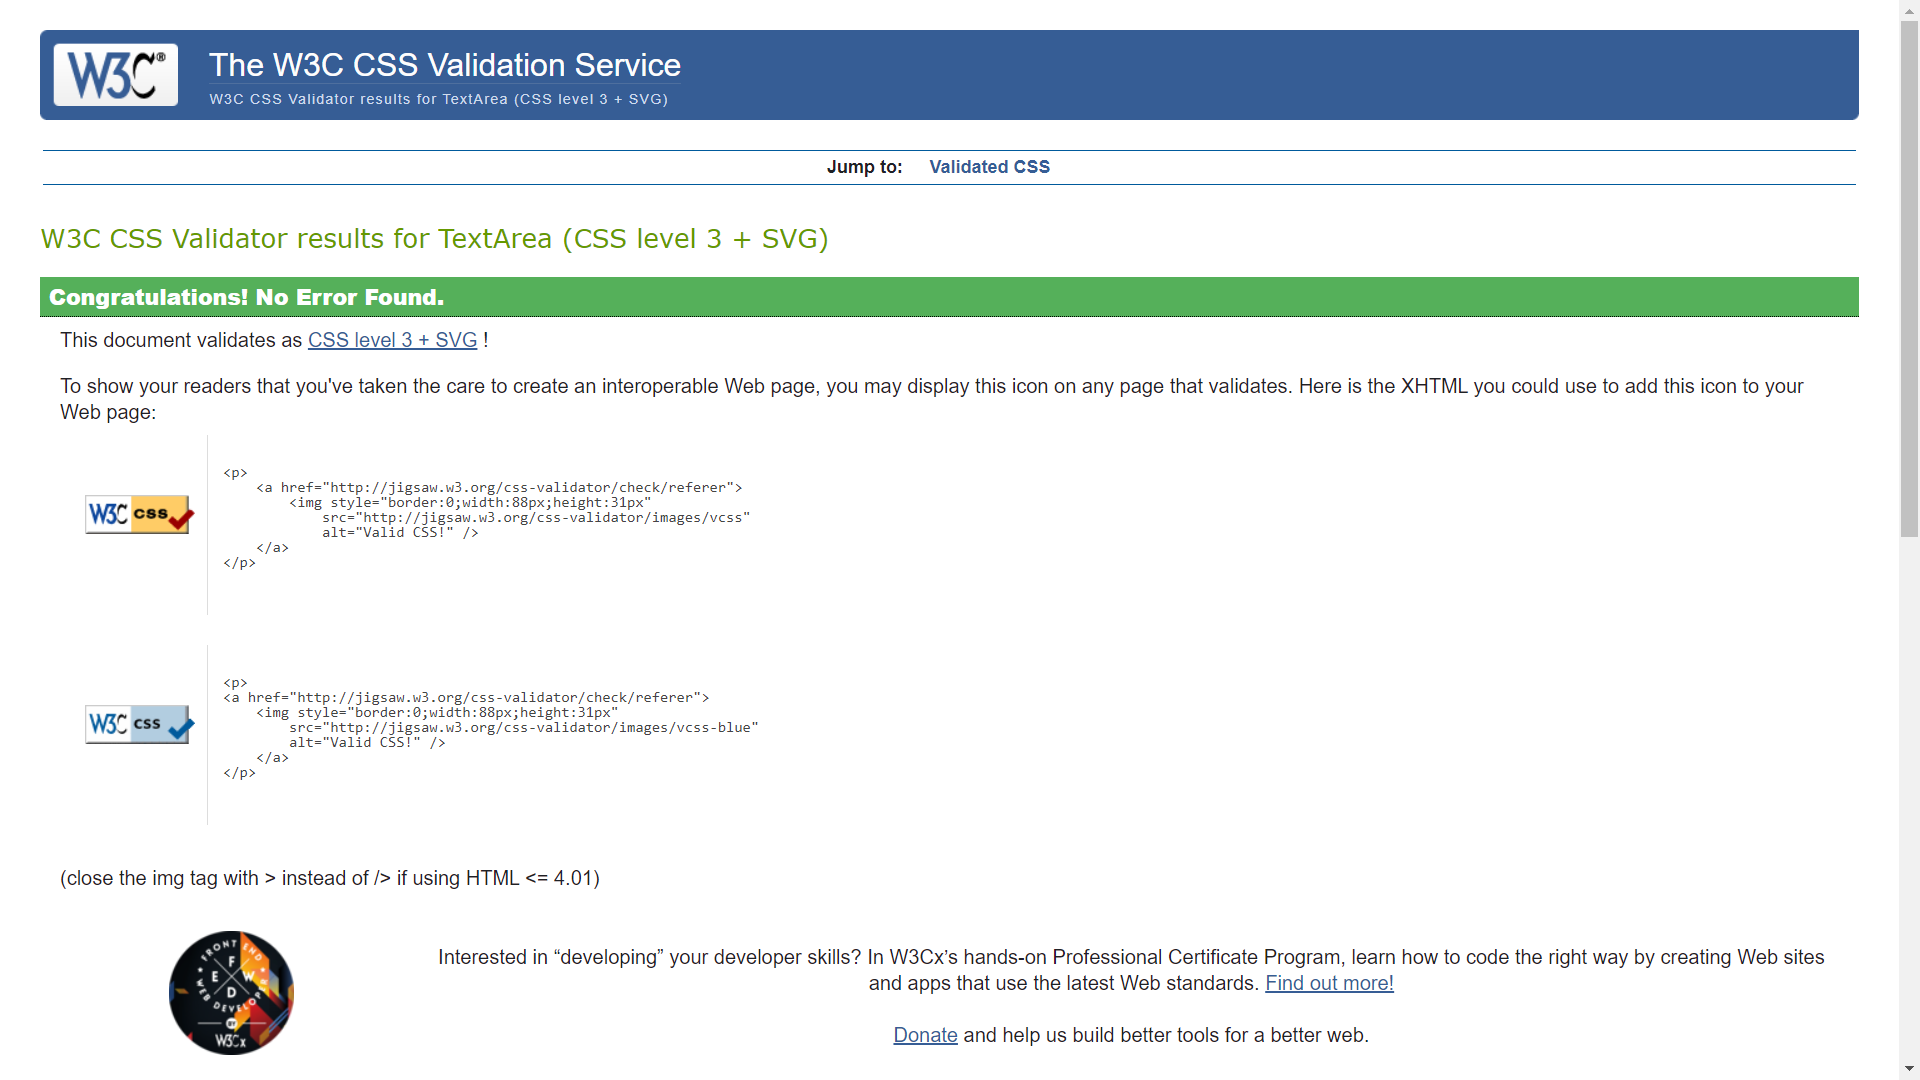 W3C®
The W3C CSS Validation Service
W3C CSS Validator results for TextArea (CSS level 3 + SVG)
Jump to: Validated CSS
W3C CSS Validator results for TextArea (CSS level 3 + SVG)
Congratulations! No Error Found.
This document validates as CSS level 3 + SVG !
To show your readers that you've taken the care to create an interoperable Web page, you may display this icon on any page that validates. Here is the XHTML you could use to add this icon to your
Web page:
W3C css
<p>
    <a href="http://jigsaw.w3.org/css-validator/check/referer">
        <img style="border:0;width:88px;height:31px"
            src="http://jigsaw.w3.org/css-validator/images/vcss"
            alt="Valid CSS!" />
    </a>
</p>
W3C css
<p>
<a href="http://jigsaw.w3.org/css-validator/check/referer">
    <img style="border:0;width:88px;height:31px"
        src="http://jigsaw.w3.org/css-validator/images/vcss-blue"
        alt="Valid CSS!" />
    </a>
</p>
(close the img tag with > instead of /> if using HTML <= 4.01)
FRONT END
F
E W
D
WEB DEVELOPER
BY
W3Cx
Interested in “developing” your developer skills? In W3Cx’s hands-on Professional Certificate Program, learn how to code the right way by creating Web sites
and apps that use the latest Web standards. Find out more!
Donate and help us build better tools for a better web.